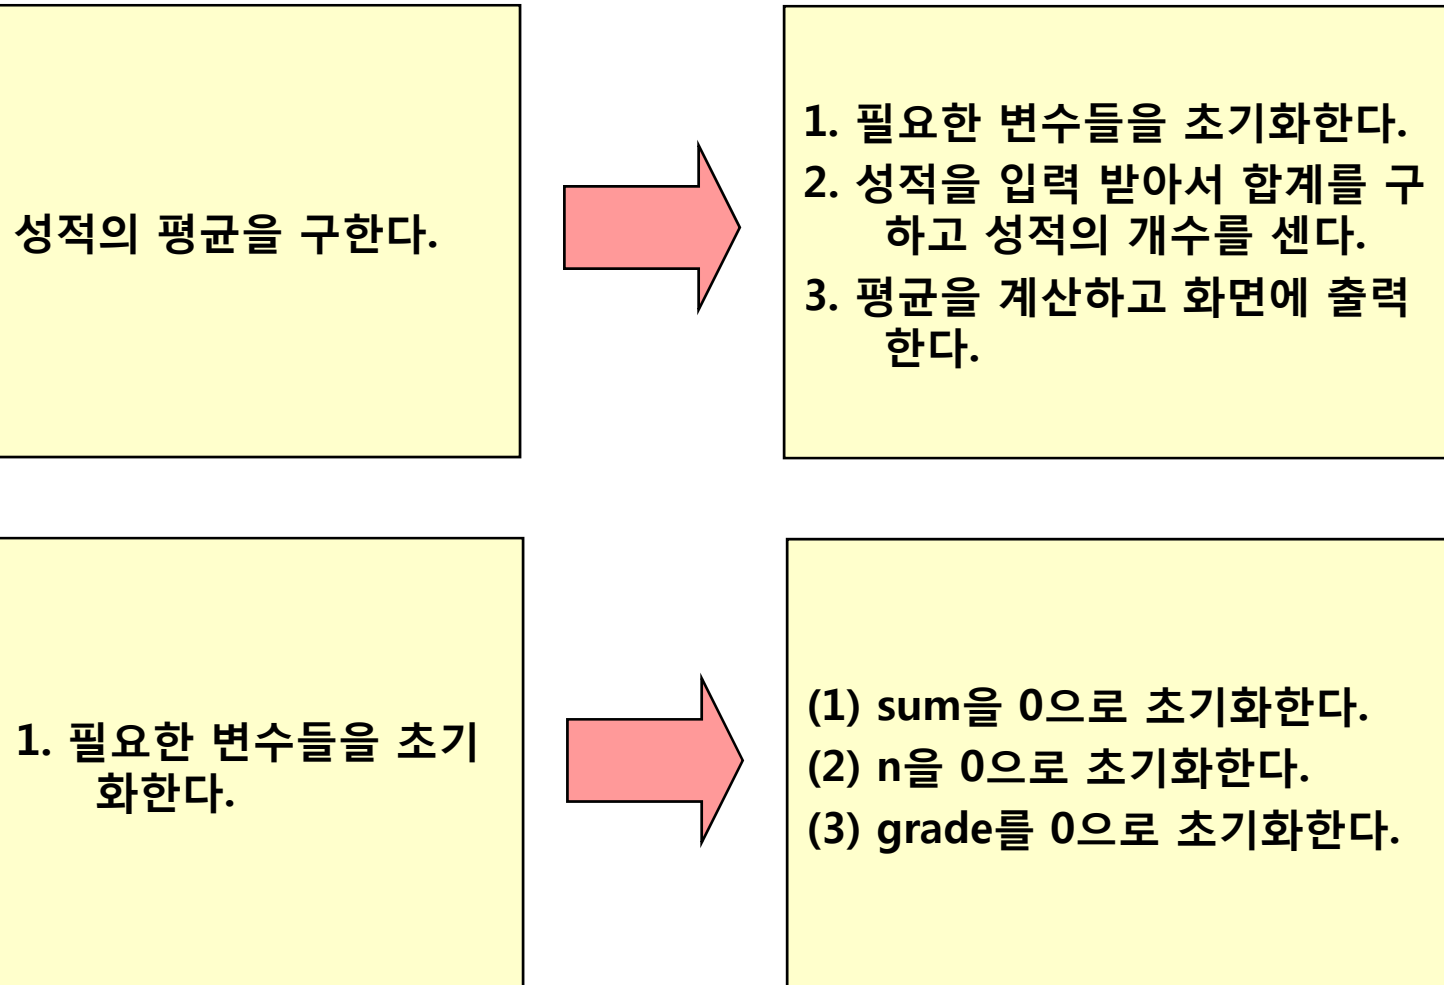 성적의 평균을 구한다.
1. 필요한 변수들을 초기화한다.
2. 성적을 입력 받아서 합계를 구
하고 성적의 개수를 센다.
3. 평균을 계산하고 화면에 출력
한다.
1. 필요한 변수들을 초기
화한다.
(1) sum을 0으로 초기화한다.
(2) n을 0으로 초기화한다.
(3) grade를 0으로 초기화한다.